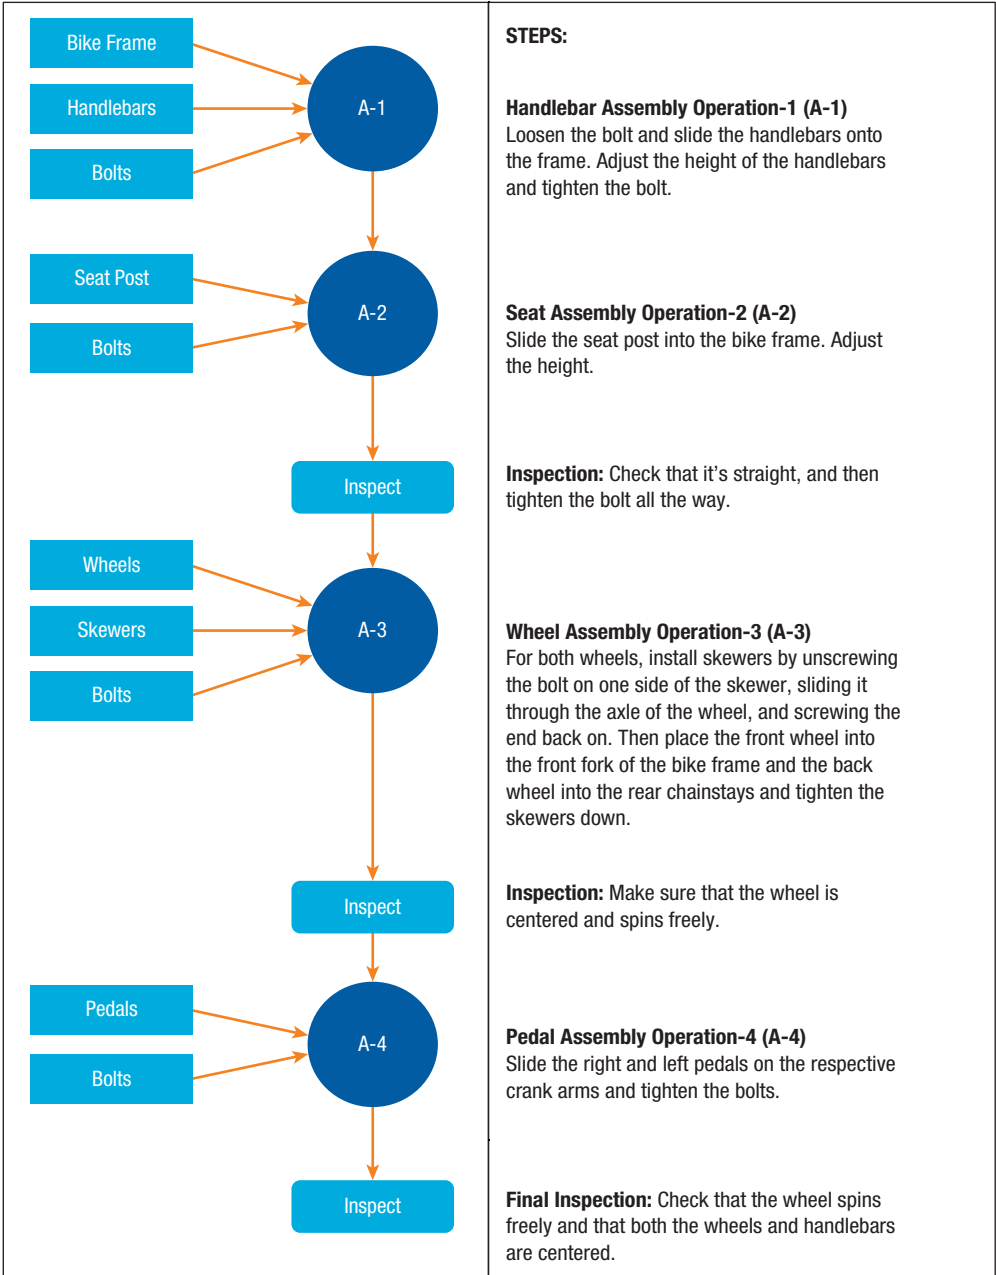 Bike Frame
Handlebars
Bolts
A-1
STEPS:
Handlebar Assembly Operation-1 (A-1)
Loosen the bolt and slide the handlebars onto
the frame. Adjust the height of the handlebars
and tighten the bolt.
Seat Post
Bolts
A-2
Seat Assembly Operation-2 (A-2)
Slide the seat post into the bike frame. Adjust
the height.
Inspect
Inspection: Check that it's straight, and then
tighten the bolt all the way.
Wheels
Skewers
Bolts
A-3
Wheel Assembly Operation-3 (A-3)
For both wheels, install skewers by unscrewing
the bolt on one side of the skewer, sliding it
through the axle of the wheel, and screwing the
end back on. Then place the front wheel into
the front fork of the bike frame and the back
wheel into the rear chainstays and tighten the
skewers down.
Inspect
Inspection: Make sure that the wheel is
centered and spins freely.
Pedals
Bolts
A-4
Pedal Assembly Operation-4 (A-4)
Slide the right and left pedals on the respective
crank arms and tighten the bolts.
Inspect
Final Inspection: Check that the wheel spins
freely and that both the wheels and handlebars
are centered.